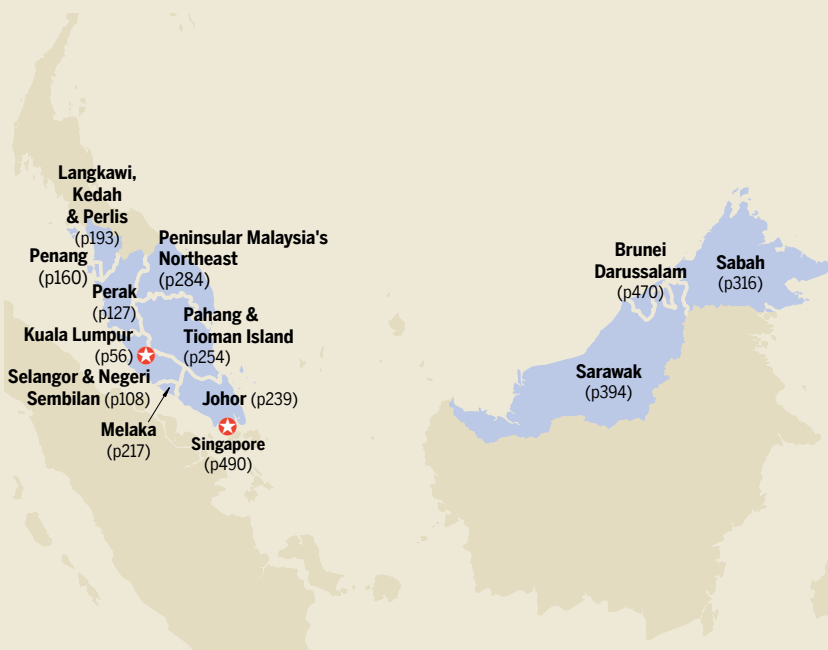 Langkawi,
Kedah
& Perlis
(p193)
Penang
(p160)
Peninsular Malaysia's
Northeast
(p284)
Perak
(p127)
Kuala Lumpur
(p56)
Pahang &
Tioman Island
(p254)
Selangor & Negeri
Sembilan (p108)
Johor (p239)
Melaka
(p217)
Singapore
(p490)
Brunei
Darussalam
(p470)
Sabah
(p316)
Sarawak
(p394)